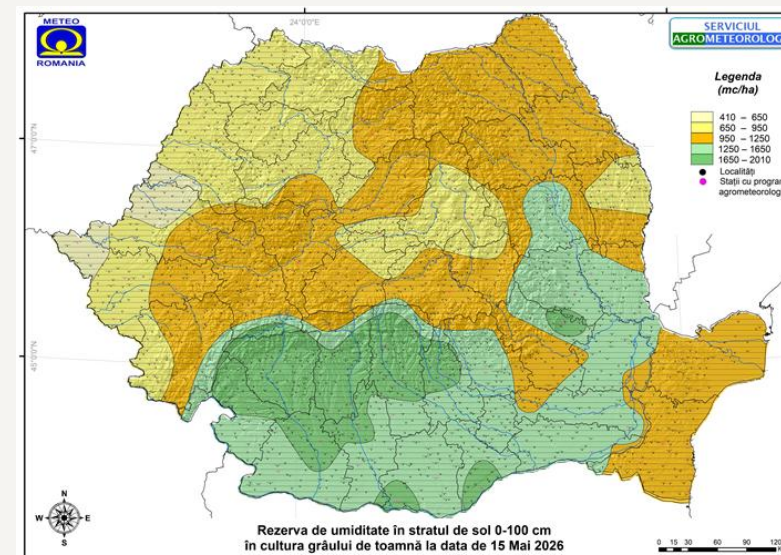 METEO
ROMANIA
24°0'0"E
SERVICIUL
AGROMETEOROLOG
Legenda
(mc/ha)
410 – 650
650 – 950
950 – 1250
1250 – 1650
1650 – 2010
Localități
Stații cu program
agrometeorolog
47°0'0"N
45°0'0"N
N
W E
S
Rezerva de umiditate în stratul de sol 0-100 cm
în cultura grâului de toamnă la data de 15 Mai 2026
0 15 30 60 90 120